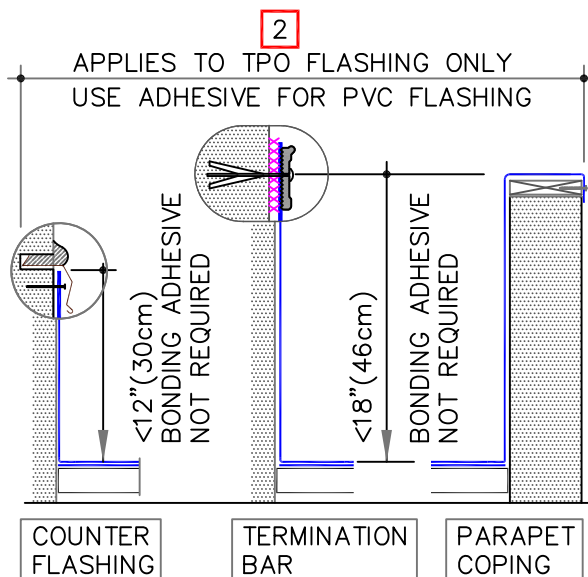 2
APPLIES TO TPO FLASHING ONLY
USE ADHESIVE FOR PVC FLASHING
<12"(30cm)
BONDING ADHESIVE
NOT REQUIRED
<18"(46cm)
BONDING ADHESIVE
NOT REQUIRED
COUNTER
FLASHING
TERMINATION
BAR
PARAPET
COPING